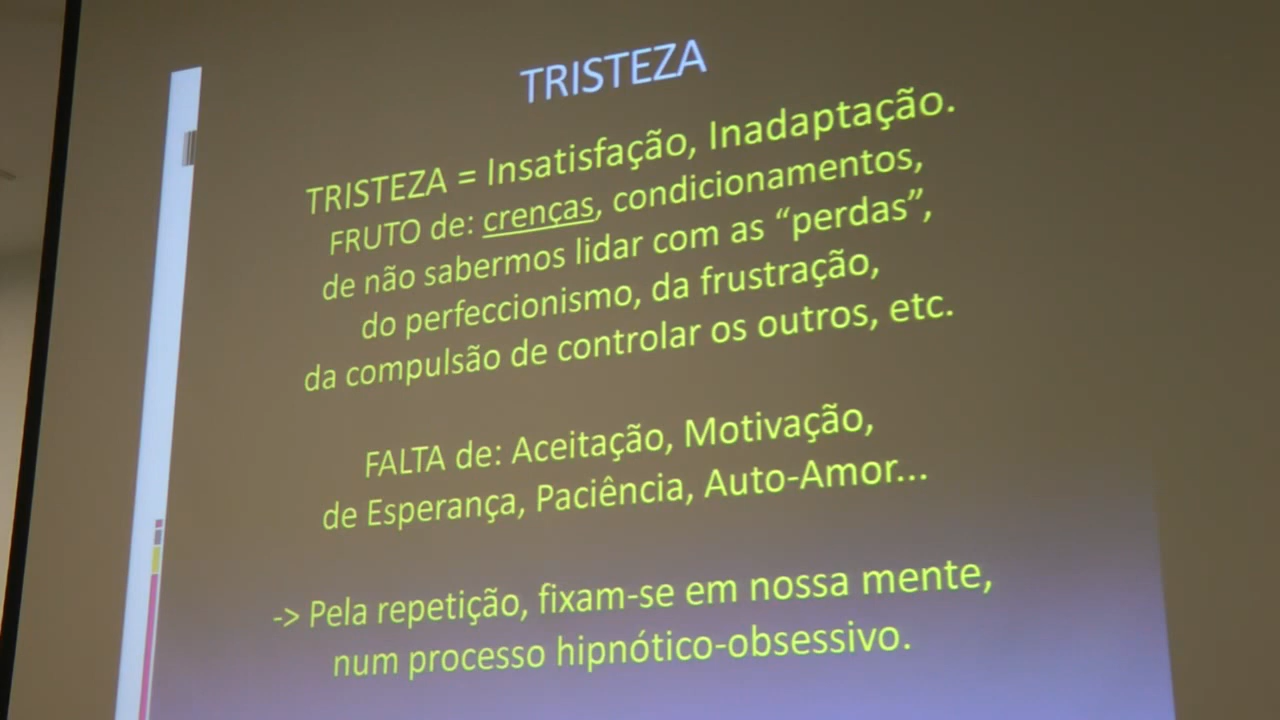 TRISTEZA
TRISTEZA = Insatisfação, Inadaptação.
FRUTO de: crenças, condicionamentos,
de não sabermos lidar com as “perdas”,
do perfeccionismo, da frustração,
da compulsão de controlar os outros, etc.
FALTA de: Aceitação, Motivação,
de Esperança, Paciência, Auto-Amor...
-> Pela repetição, fixam-se em nossa mente,
num processo hipnótico-obsessivo.